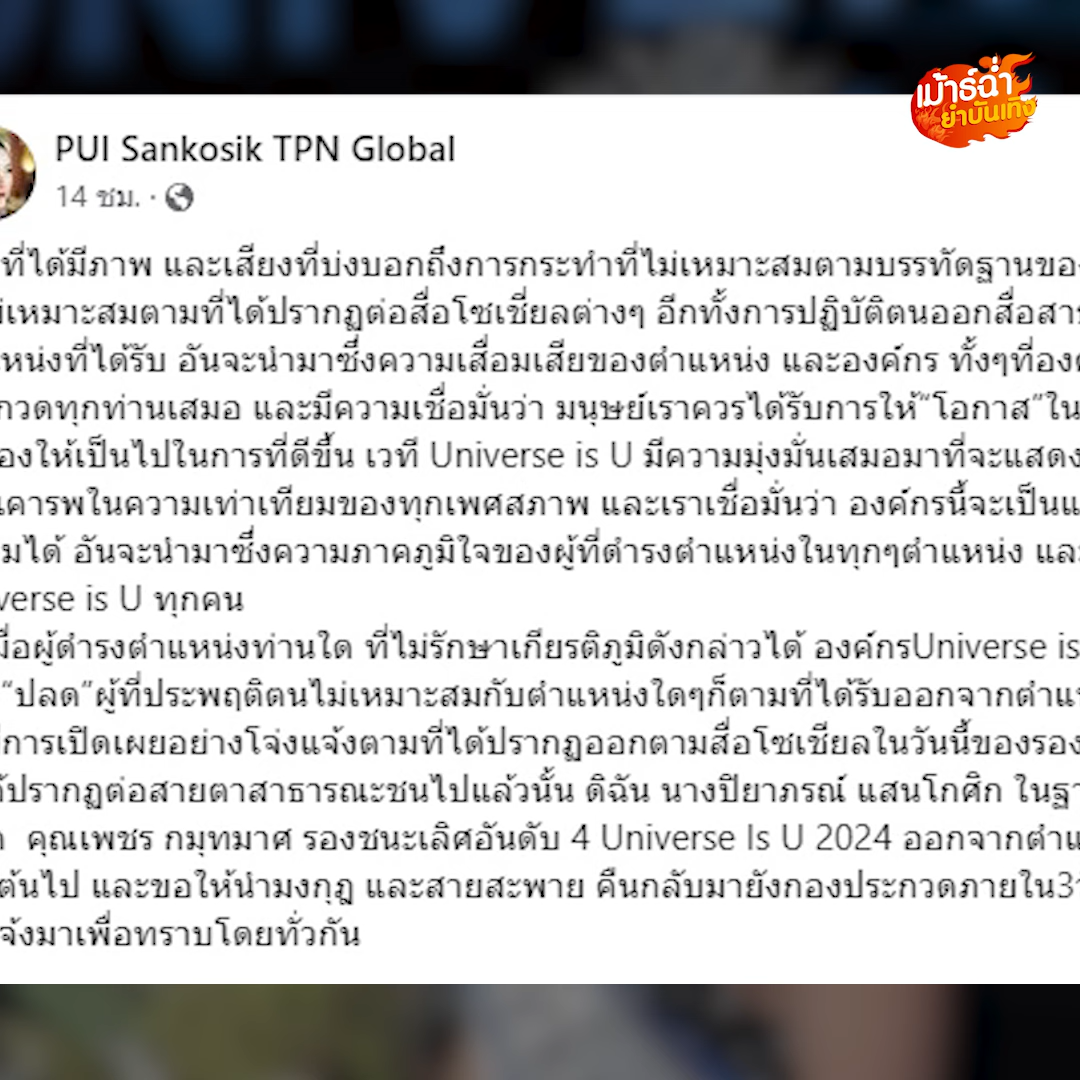 เม้าธ์ฉ่ำ
ยำบันเทิง
PUI Sankosik TPN Global
14 ชม. ·
ที่ได้มีภาพ และเสียงที่บ่งบอกถึงการกระทำที่ไม่เหมาะสมตามบรรทัดฐานของ
เหมาะสมตามที่ได้ปรากฏต่อสื่อโซเชี่ยลต่างๆ อีกทั้งการปฏิบัติตนออกสื่อสา
หน่งที่ได้รับ อันจะนำมาซึ่งความเสื่อมเสียของตำแหน่ง และองค์กร ทั้งๆที่อง
กวดทุกท่านเสมอ และมีความเชื่อมั่นว่า มนุษย์เราควรได้รับการให้“โอกาส”ใน
องให้เป็นไปในการที่ดีขึ้น เวที Universe is U มีความมุ่งมั่นเสมอมาที่จะแสดง
เคารพในความเท่าเทียมของทุกเพศสภาพ และเราเชื่อมั่นว่า องค์กรนี้จะเป็นแ
มได้ อันจะนำมาซึ่งความภาคภูมิใจของผู้ที่ดำรงตำแหน่งในทุกๆตำแหน่ง และ
verse is U ทุกคน
มื่อผู้ดำรงตำแหน่งท่านใด ที่ไม่รักษาเกียรติภูมิดังกล่าวได้ องค์กรUniverse is
“ปลด”ผู้ที่ประพฤติตนไม่เหมาะสมกับตำแหน่งใดๆก็ตามที่ได้รับออกจากตำแ
การเปิดเผยอย่างโจ่งแจ้งตามที่ได้ปรากฏออกตามสื่อโซเชียลในวันนี้ของรอง
ด้ปรากฏต่อสายตาสาธารณะชนไปแล้วนั้น ดิฉัน นางปิยาภรณ์ แสนโกศิก ในฐา
คุณเพชร กมุทมาศ รองชนะเลิศอันดับ 4 Universe Is U 2024 ออกจากตำแ
ต้นไป และขอให้นำมงกุฎ และสายสะพาย คืนกลับมายังกองประกวดภายใน3
จ้งมาเพื่อทราบโดยทั่วกัน